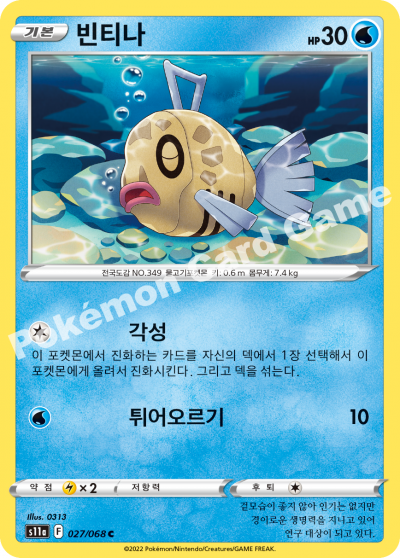 기본 빈티나 HP 30
전국도감 NO.349 물고기포켓몬 키: 0.6 m 몸무게: 7.4 kg
Pokémon Card Game
각성
이 포켓몬에서 진화하는 카드를 자신의 덱에서 1장 선택해서 이
포켓몬에게 올려서 진화시킨다. 그리고 덱을 섞는다.
튀어오르기 10
약점 ×2 저항력 후퇴
Illus. 0313
s11a F 027/068 C
겉모습이 좋지 않아 인기는 없지만
경이로운 생명력을 지니고 있어
연구 대상이 되고 있다.
©2022 Pokémon/Nintendo/Creatures/GAME FREAK.